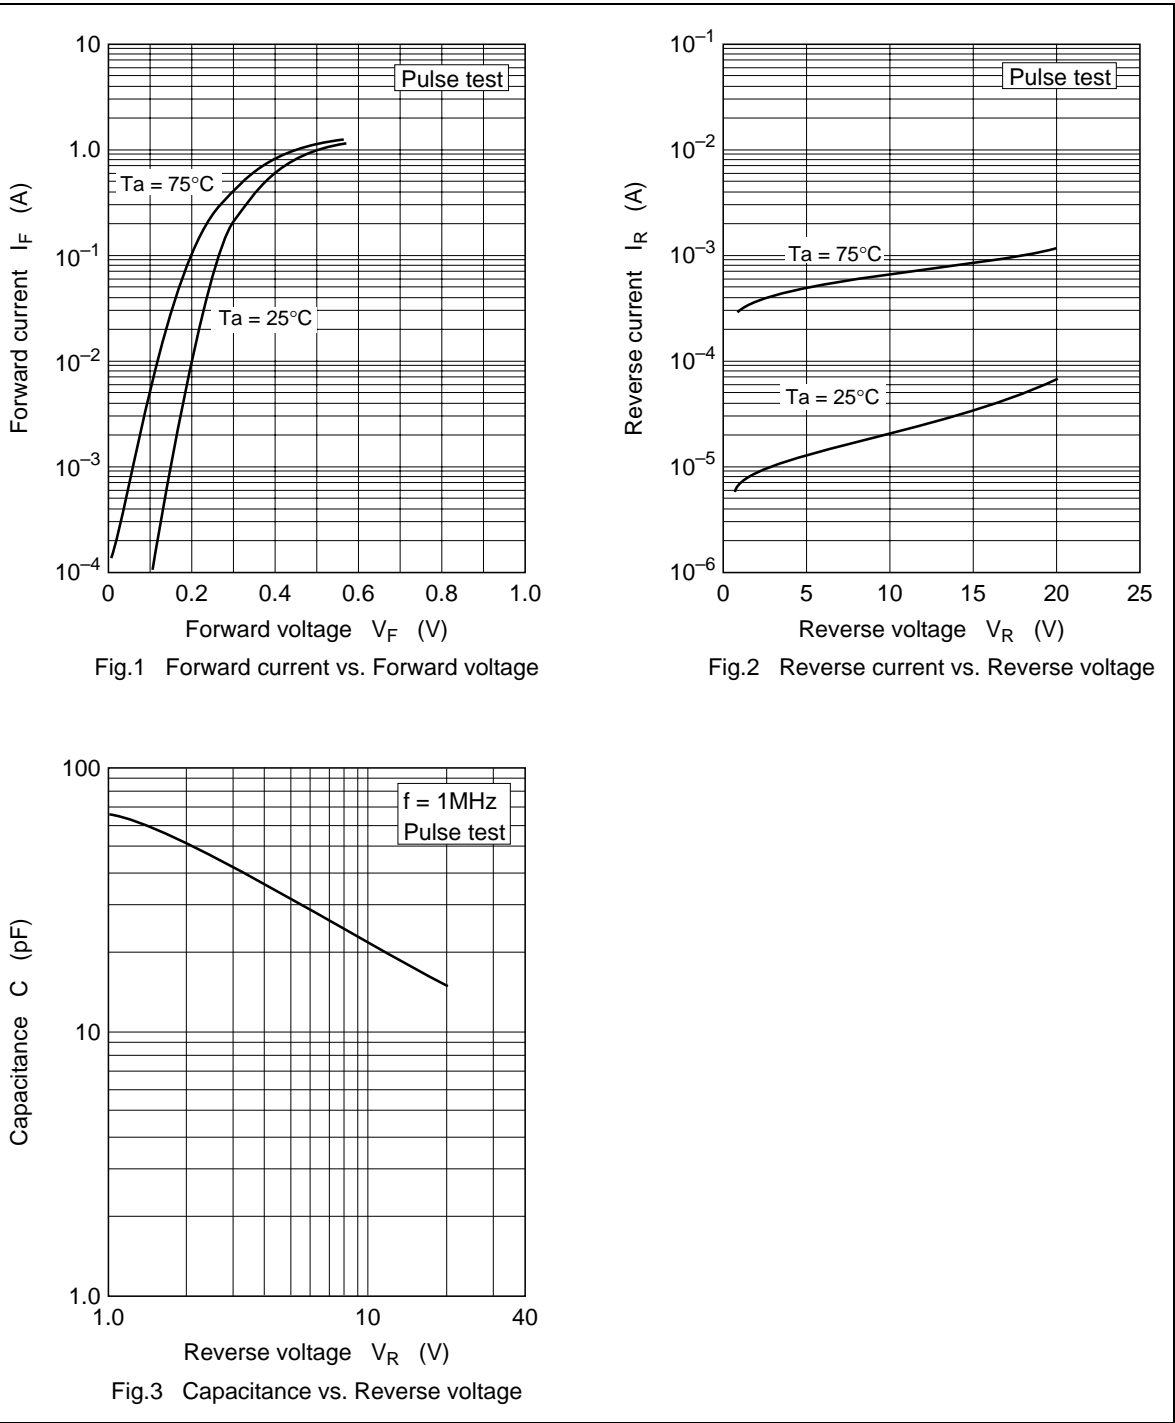 10
1.0
10–1
10–2
10–3
10–4
Forward current IF (A)
Pulse test
Ta = 75°C
Ta = 25°C
0 0.2 0.4 0.6 0.8 1.0
Forward voltage VF (V)
Fig.1 Forward current vs. Forward voltage
10–1
10–2
10–3
10–4
10–5
10–6
Reverse current IR (A)
Pulse test
Ta = 75°C
Ta = 25°C
0 5 10 15 20 25
Reverse voltage VR (V)
Fig.2 Reverse current vs. Reverse voltage
100
10
1.0
Capacitance C (pF)
f = 1MHz
Pulse test
1.0 10 40
Reverse voltage VR (V)
Fig.3 Capacitance vs. Reverse voltage